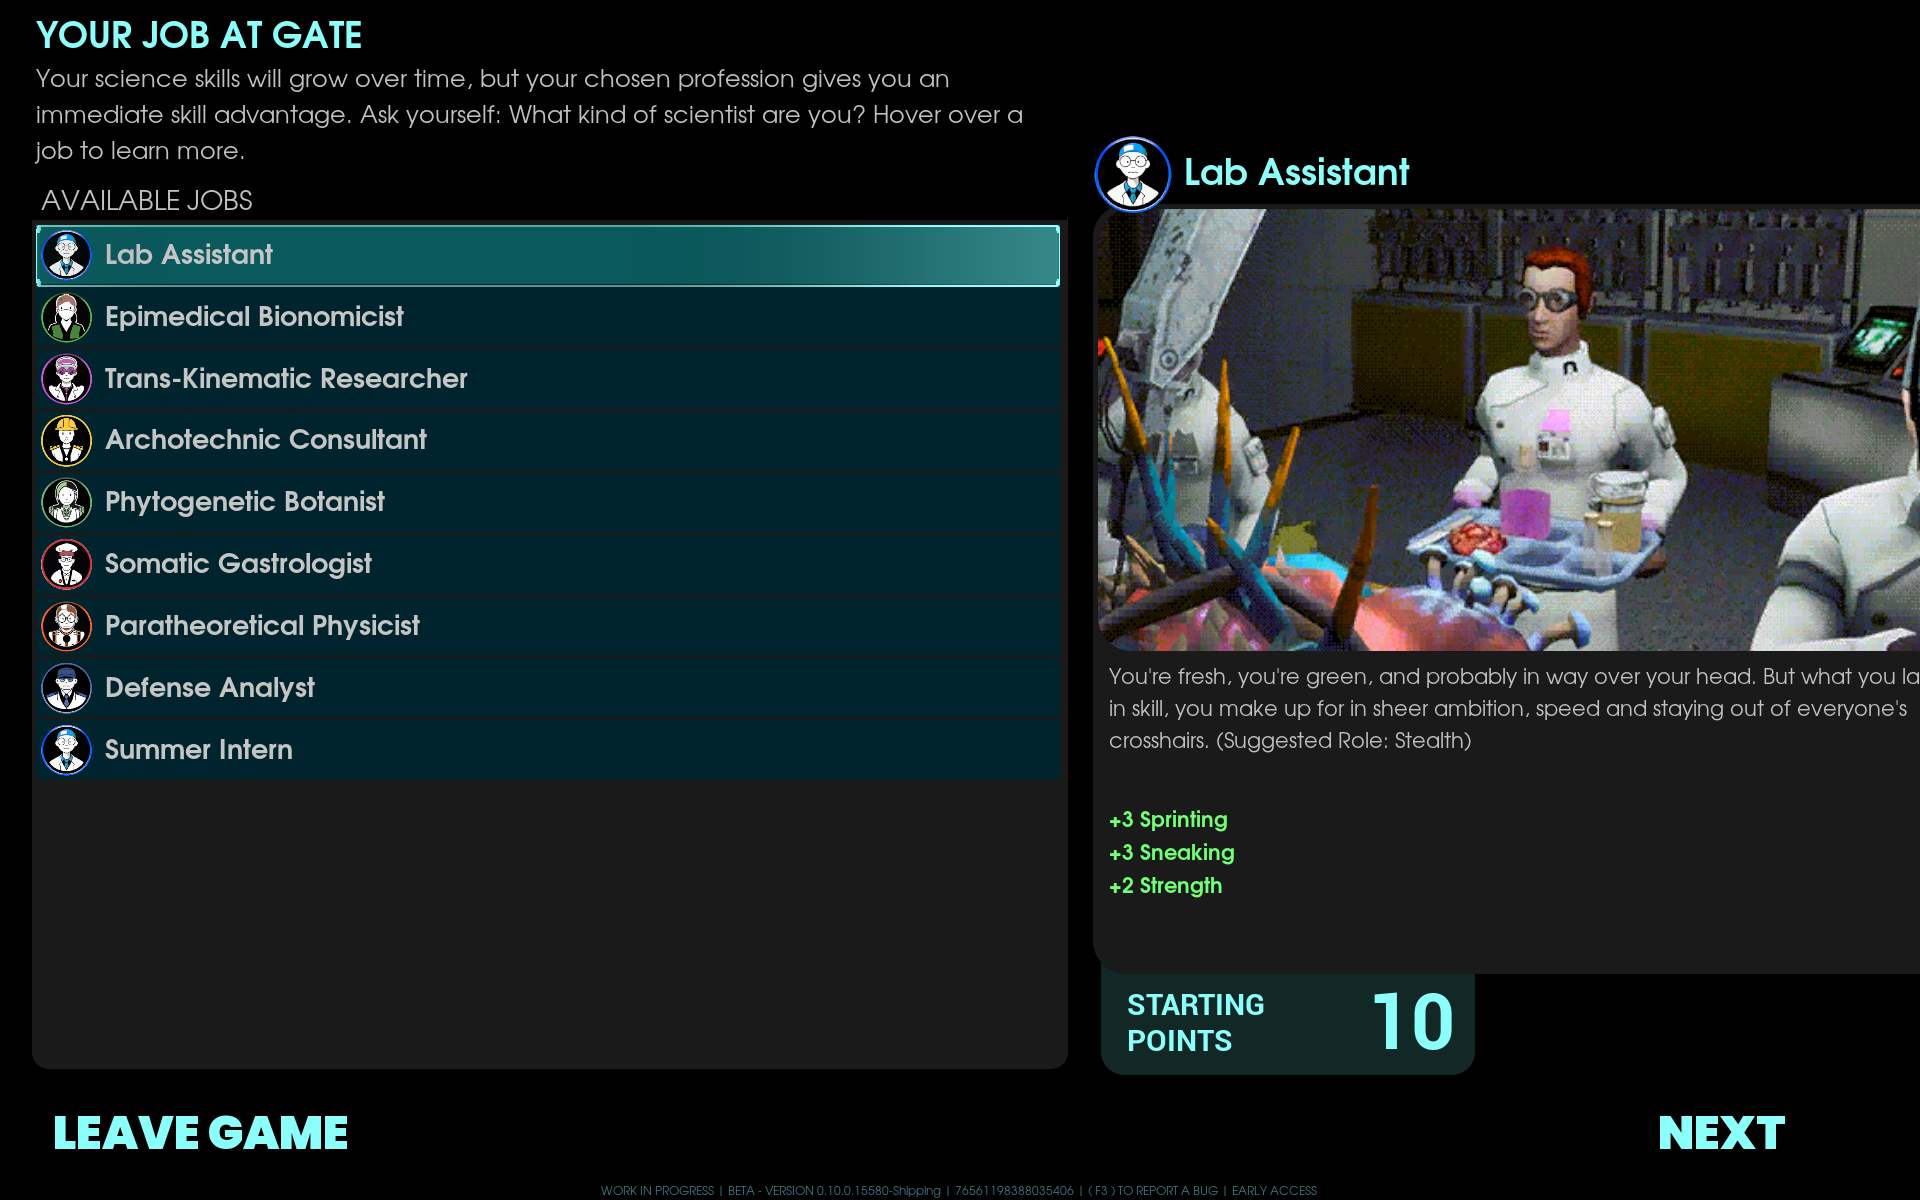 YOUR JOB AT GATE
Your science skills will grow over time, but your chosen profession gives you an
immediate skill advantage. Ask yourself: What kind of scientist are you? Hover over a
job to learn more.
AVAILABLE JOBS
Lab Assistant
Epimedical Bionomicist
Trans-Kinematic Researcher
Archotechnic Consultant
Phytogenetic Botanist
Somatic Gastrologist
Paratheoretical Physicist
Defense Analyst
Summer Intern
Lab Assistant
You're fresh, you're green, and probably in way over your head. But what you la
in skill, you make up for in sheer ambition, speed and staying out of everyone's
crosshairs. (Suggested Role: Stealth)
+3 Sprinting
+3 Sneaking
+2 Strength
STARTING
POINTS
10
LEAVE GAME
NEXT
WORK IN PROGRESS | BETA - VERSION 0.10.0.15580-Shipping | 76561198388035406 | ( F3 ) TO REPORT A BUG | EARLY ACCESS